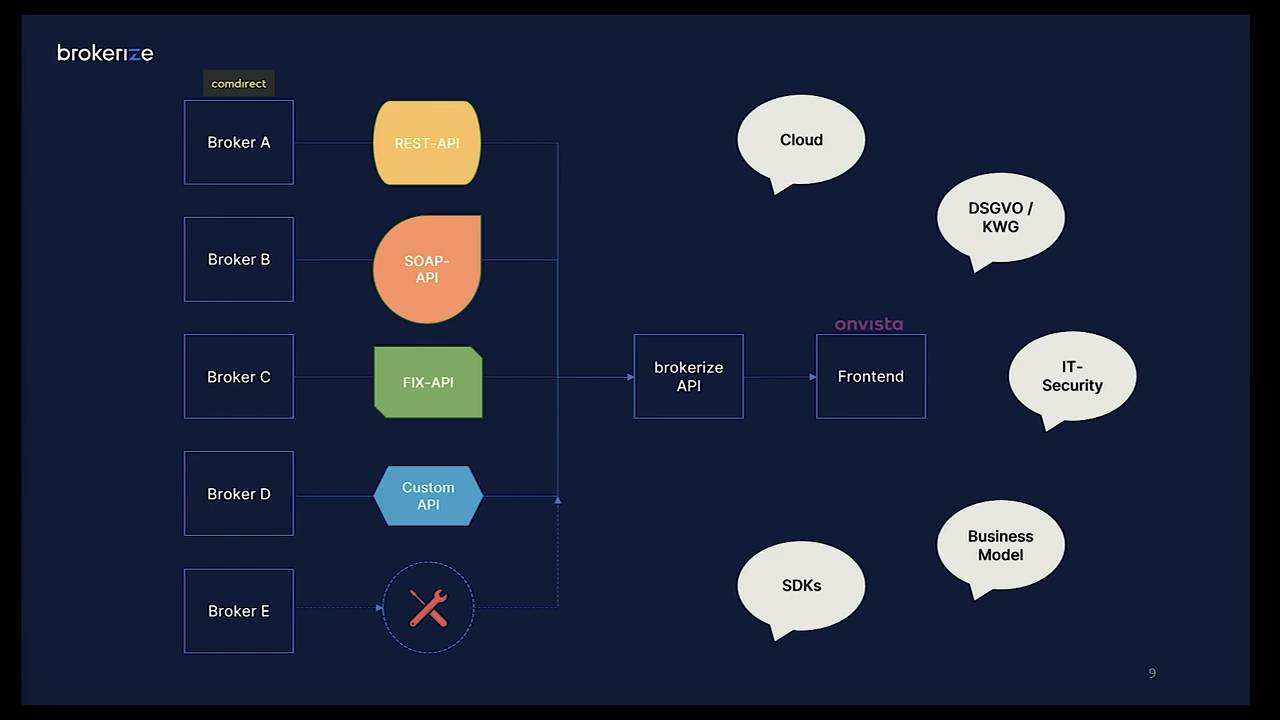 brokerize
comdirect
Broker A
REST-API
Broker B
SOAP-
API
Broker C
FIX-API
Broker D
Custom
API
Broker E
brokerize
API
onvista
Frontend
Cloud
DSGVO /
KWG
IT-
Security
Business
Model
SDKs
9